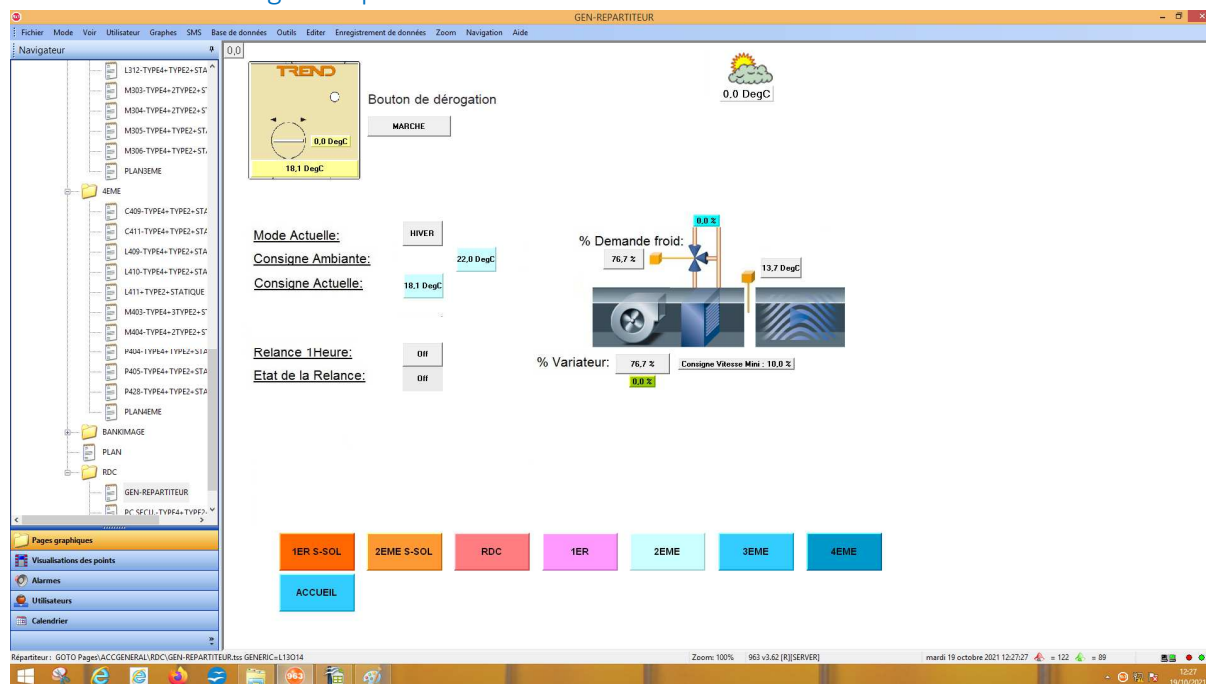 GEN-REPARTITEUR
Fichier Mode Voir Utilisateur Graphes SMS Base de données Outils Editer Enregistrement de données Zoom Navigation Aide
Navigateur
0,0
L312-TYPE4+TYPE2+STA
M303-TYPE4+2TYPE2+S
M304-TYPE4+2TYPE2+S
M305-TYPE4+TYPE2+ST
M306-TYPE4+TYPE2+ST
PLAN3EME
4EME
C409-TYPE4+TYPE2+STA
C411-TYPE4+TYPE2+STA
L409-TYPE4+TYPE2+STA
L410-TYPE4+TYPE2+STA
L411+TYPE2+STATIQUE
M403-TYPE4+3TYPE2+S
M404-TYPE4+2TYPE2+S
P404-TYPE4+TYPE2+STA
P405-TYPE4+TYPE2+STA
P428-TYPE4+TYPE2+STA
PLAN4EME
BANKIMAGE
PLAN
RDC
GEN-REPARTITEUR
PC SECU.-TYPE4+TYPE2-
Pages graphiques
Visualisations des points
Alarmes
Utilisateurs
Calendrier
TREND
0,0 DegC
18,1 DegC
Bouton de dérogation
MARCHE
0,0 DegC
Mode Actuelle:
HIVER
Consigne Ambiante:
22,0 DegC
Consigne Actuelle:
18,1 DegC
Relance 1Heure:
Off
Etat de la Relance:
Off
0,0 %
% Demande froid:
76,7 %
13,7 DegC
% Variateur:
76,7 %
Consigne Vitesse Mini : 10,0 %
0,0 %
1ER S-SOL
2EME S-SOL
RDC
1ER
2EME
3EME
4EME
ACCUEIL
Répartiteur : GOTO Pages\ACCGENERAL\RDC\GEN-REPARTITEUR.tss GENERIC=L13O14
Zoom: 100%
963 v3.62 [R][SERVER]
mardi 19 octobre 2021 12:27:27
= 122
= 89
963
12:27
19/10/2021